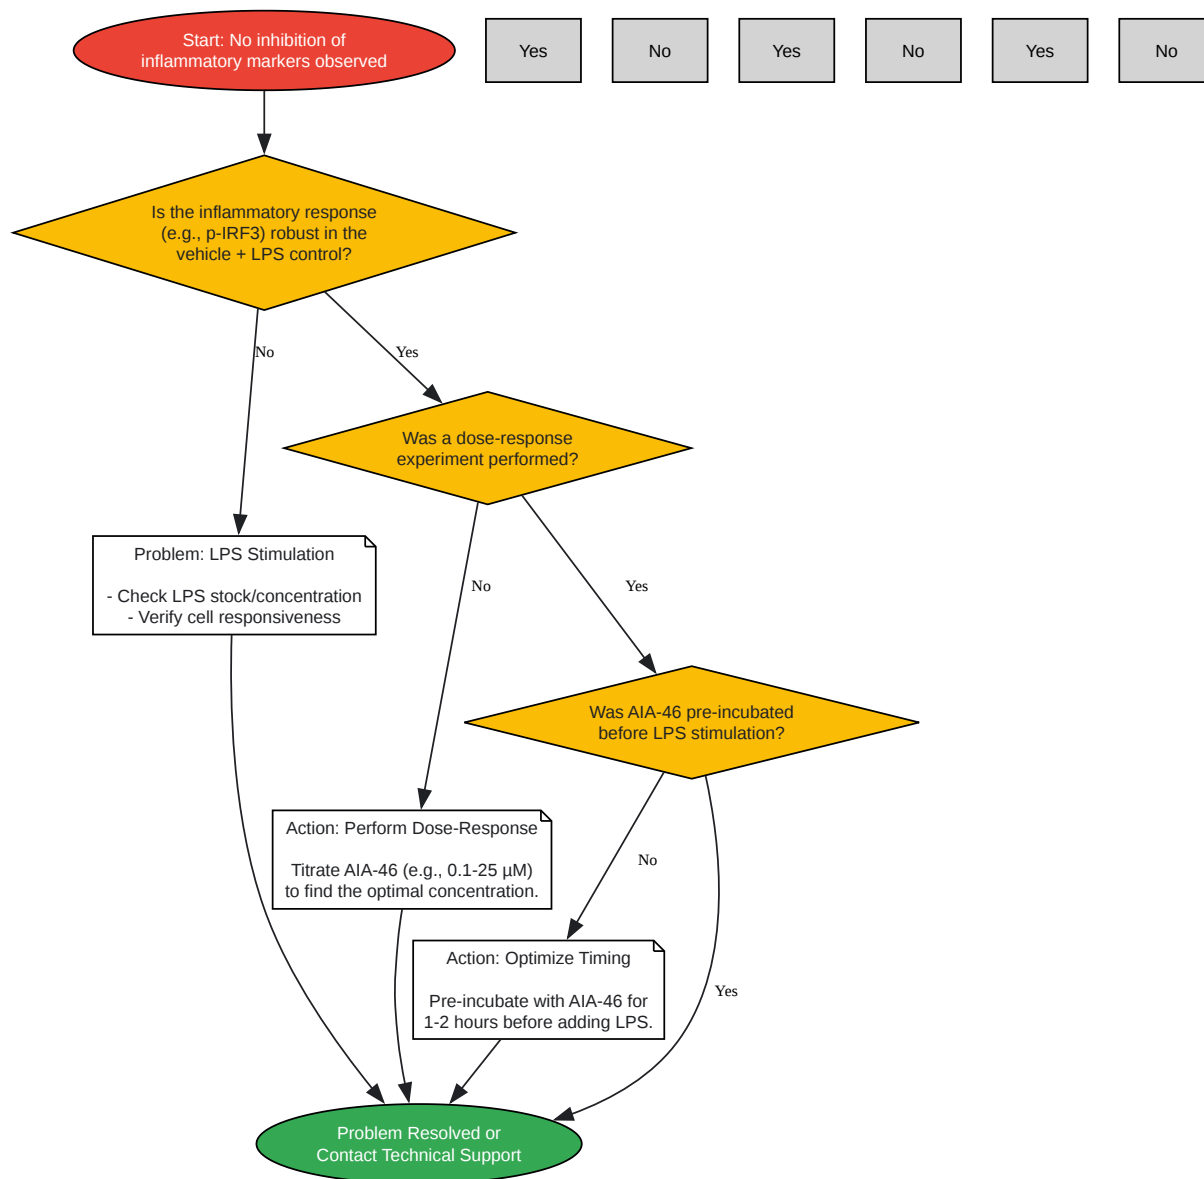 Start: No inhibition of
inflammatory markers observed
Yes
No
Yes
No
Yes
No
Is the inflammatory response
(e.g., p-IRF3) robust in the
vehicle + LPS control?
No
Yes
Was a dose-response
experiment performed?
Problem: LPS Stimulation
- Check LPS stock/concentration
- Verify cell responsiveness
No
Yes
Was AIA-46 pre-incubated
before LPS stimulation?
Action: Perform Dose-Response
Titrate AIA-46 (e.g., 0.1-25 µM)
to find the optimal concentration.
No
Action: Optimize Timing
Pre-incubate with AIA-46 for
1-2 hours before adding LPS.
Yes
Problem Resolved or
Contact Technical Support